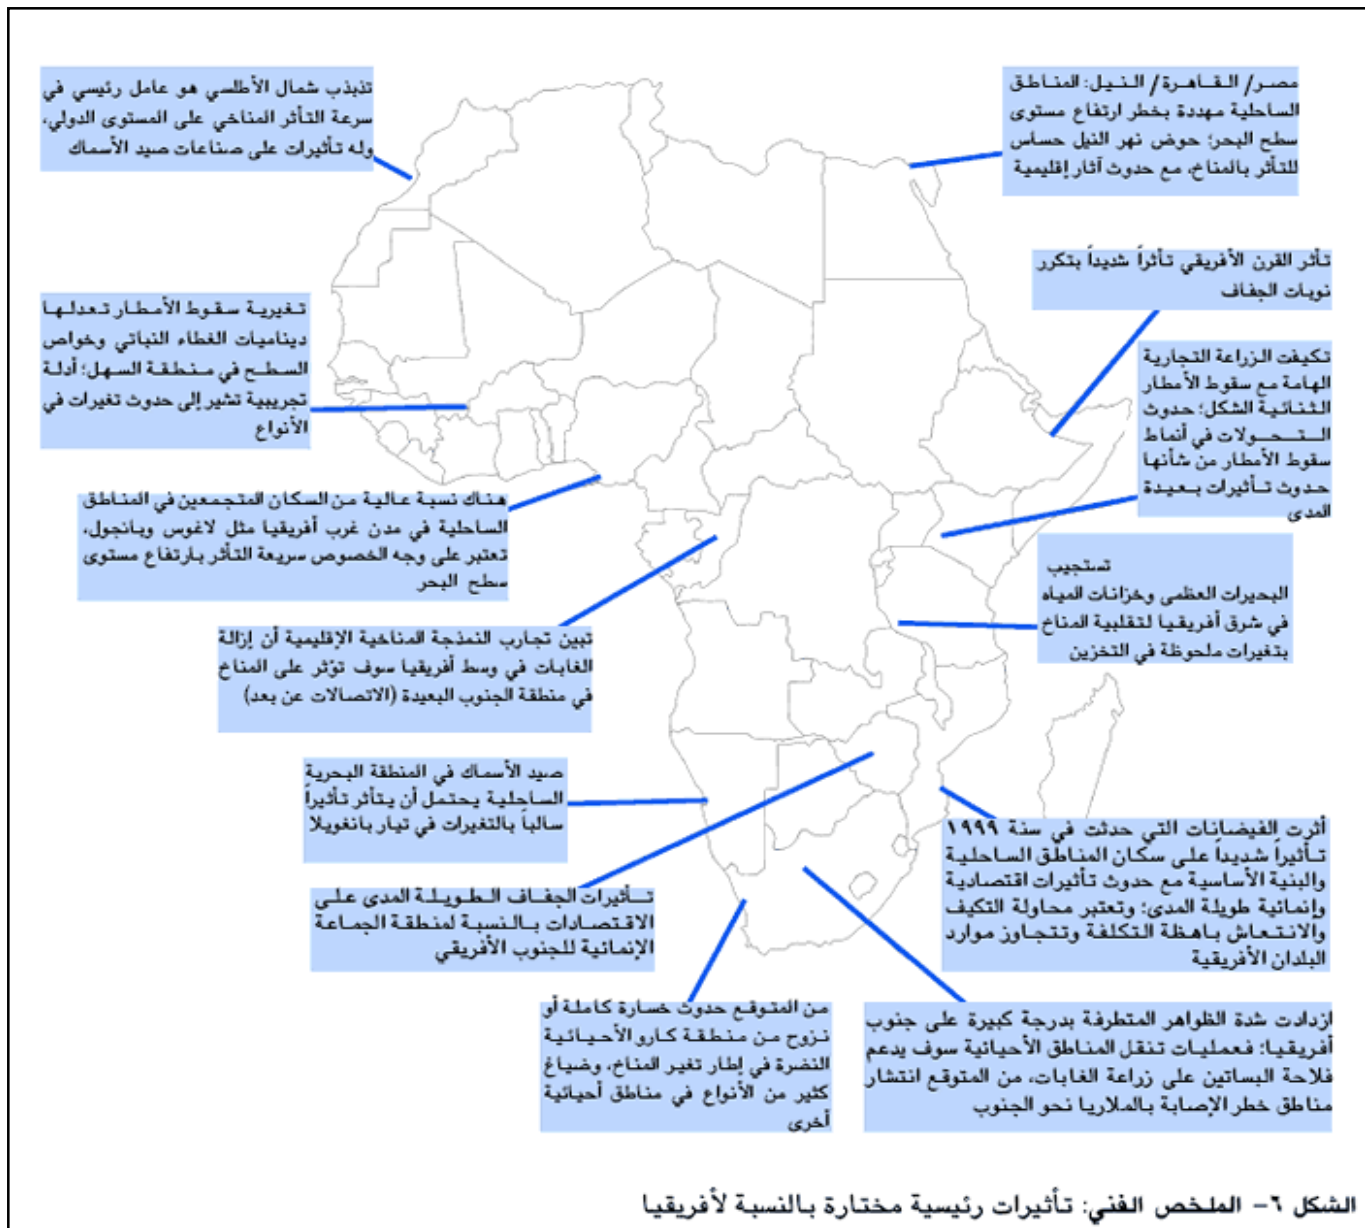 تذبذب شمال الأطلسي هو عامل رئيسي في
سرعة التأثر المناخي على المستوى الدولي،
وله تأثيرات على صناعات صيد الأسماك
مصر/ القاهرة/ النيل: المناطق
الساحلية مهددة بخطر ارتفاع مستوى
سطح البحر؛ حوض نهر النيل حساس
للتأثر بالمناخ، مع حدوث آثار إقليمية
تأثر القرن الأفريقي تأثراً شديداً بتكرر
نوبات الجفاف
تغيرية سقوط الأمطار تعدلها
ديناميات الغطاء النباتي وخواص
السطح في منطقة السهل؛ أدلة
تجريبية تشير إلى حدوث تغيرات في
الأنواع
تكيفت الزراعة التجارية
الهامة مع سقوط الأمطار
الثنائية الشكل؛ حدوث
التحولات في أنماط
سقوط الأمطار من شأنها
حدوث تأثيرات بعيدة
المدى
هناك نسبة عالية من السكان المتجمعين في المناطق
الساحلية في مدن غرب أفريقيا مثل لاغوس وبانجول،
تعتبر على وجه الخصوص سريعة التأثر بارتفاع مستوى
سطح البحر
تستجيب
البحيرات العظمى وخزانات المياه
في شرق أفريقيا لتقلبية المناخ
بتغيرات ملحوظة في التخزين
تبين تجارب النمذجة المناخية الإقليمية أن إزالة
الغابات في وسط أفريقيا سوف تؤثر على المناخ
في منطقة الجنوب البعيدة (الاتصالات عن بعد)
صيد الأسماك في المنطقة البحرية
الساحلية يحتمل أن يتأثر تأثيراً
سالباً بالتغيرات في تيار بانغويلا
أثرت الفيضانات التي حدثت في سنة ١٩٩٩
تأثيراً شديداً على سكان المناطق الساحلية
والبنية الأساسية مع حدوث تأثيرات اقتصادية
وإنمائية طويلة المدى؛ وتعتبر محاولة التكيف
والانتعاش باهظة التكلفة وتتجاوز موارد
البلدان الأفريقية
تأثيرات الجفاف الطويلة المدى على
الاقتصادات بالنسبة لمنطقة الجماعة
الإنمائية للجنوب الأفريقي
من المتوقع حدوث خسارة كاملة أو
نزوح من منطقة كارو الأحيائية
النضرة في إطار تغير المناخ، وضياع
كثير من الأنواع في مناطق أحيائية
أخرى
ازدادت شدة الظواهر المتطرفة بدرجة كبيرة على جنوب
أفريقيا؛ فعمليات تنقل المناطق الأحيائية سوف يدعم
فلاحة البساتين على زراعة الغابات، من المتوقع انتشار
مناطق خطر الإصابة بالملاريا نحو الجنوب
الشكل ٦– الملخص الفني: تأثيرات رئيسية مختارة بالنسبة لأفريقيا